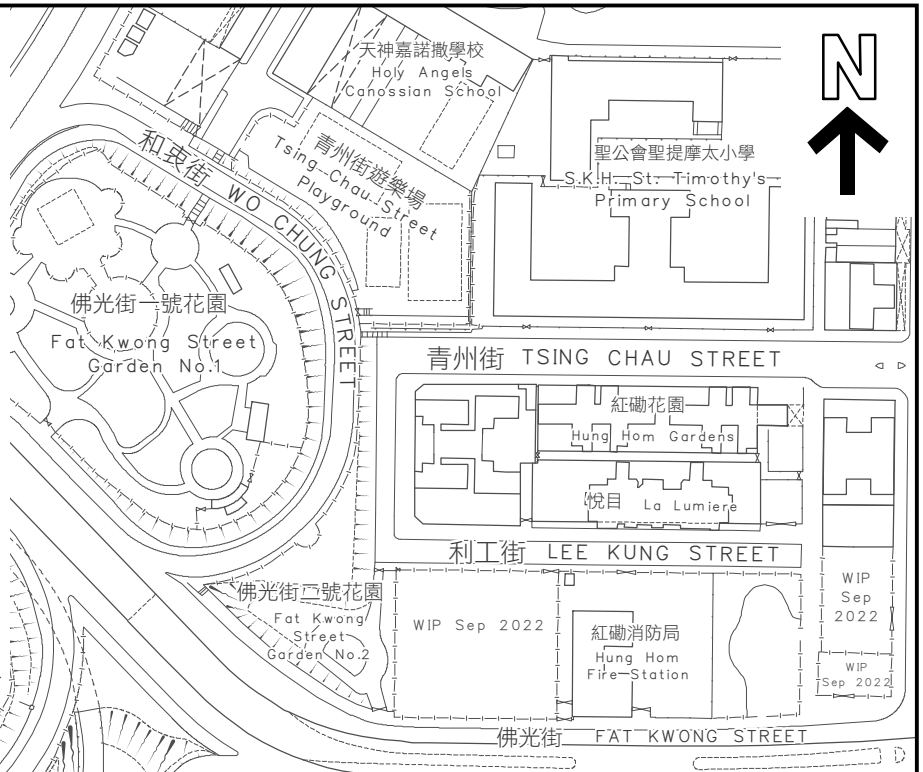 天神嘉諾撒學校
Holy Angels
Canossian School
N
和衷街 WO CHUNG STREET
青州街遊樂場
Tsing Chau Street
Playground
聖公會聖提摩太小學
S.K.H. St. Timothy's
Primary School
佛光街一號花園
Fat Kwong Street
Garden No.1
青州街 TSING CHAU STREET
紅磡花園
Hung Hom Gardens
悅目 La Lumiere
利工街 LEE KUNG STREET
佛光街二號花園
Fat Kwong
Street
Garden No.2
WIP Sep 2022
紅磡消防局
Hung Hom
Fire Station
WIP
Sep
2022
WIP
Sep 2022
佛光街 FAT KWONG STREET